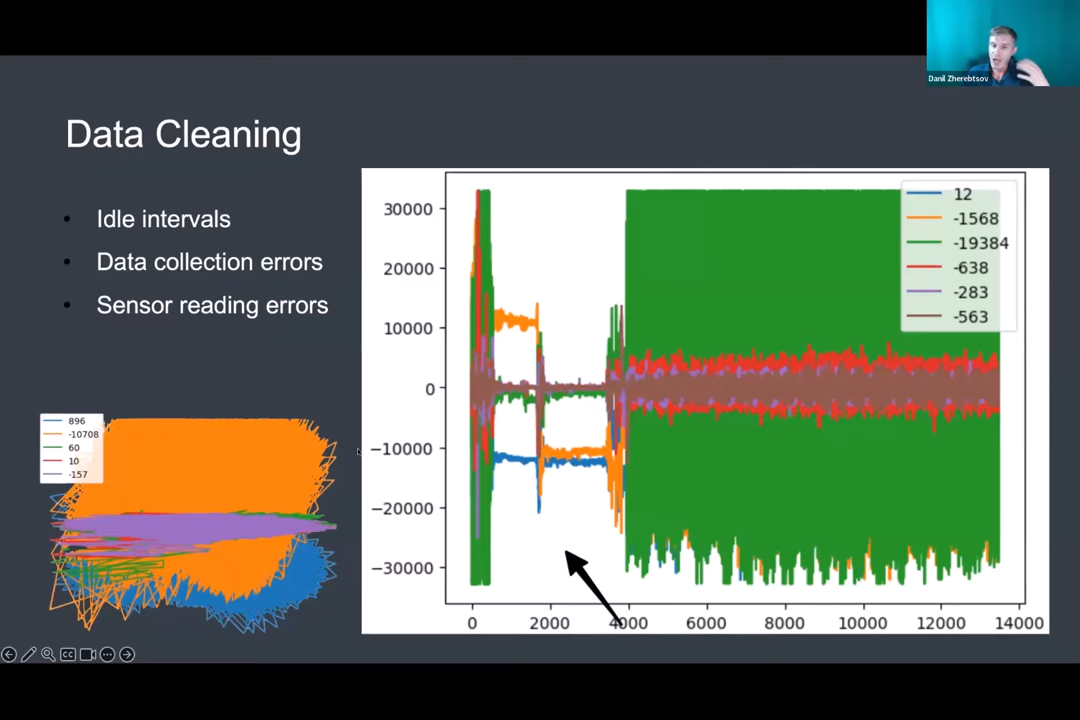 Danil Zherebtsov
Data Cleaning
• Idle intervals
• Data collection errors
• Sensor reading errors
896
-10708
60
10
-157
30000
20000
10000
0
−10000
−20000
−30000
0 2000 4000 6000 8000 10000 12000 14000
12
-1568
-19384
-638
-283
-563
CC